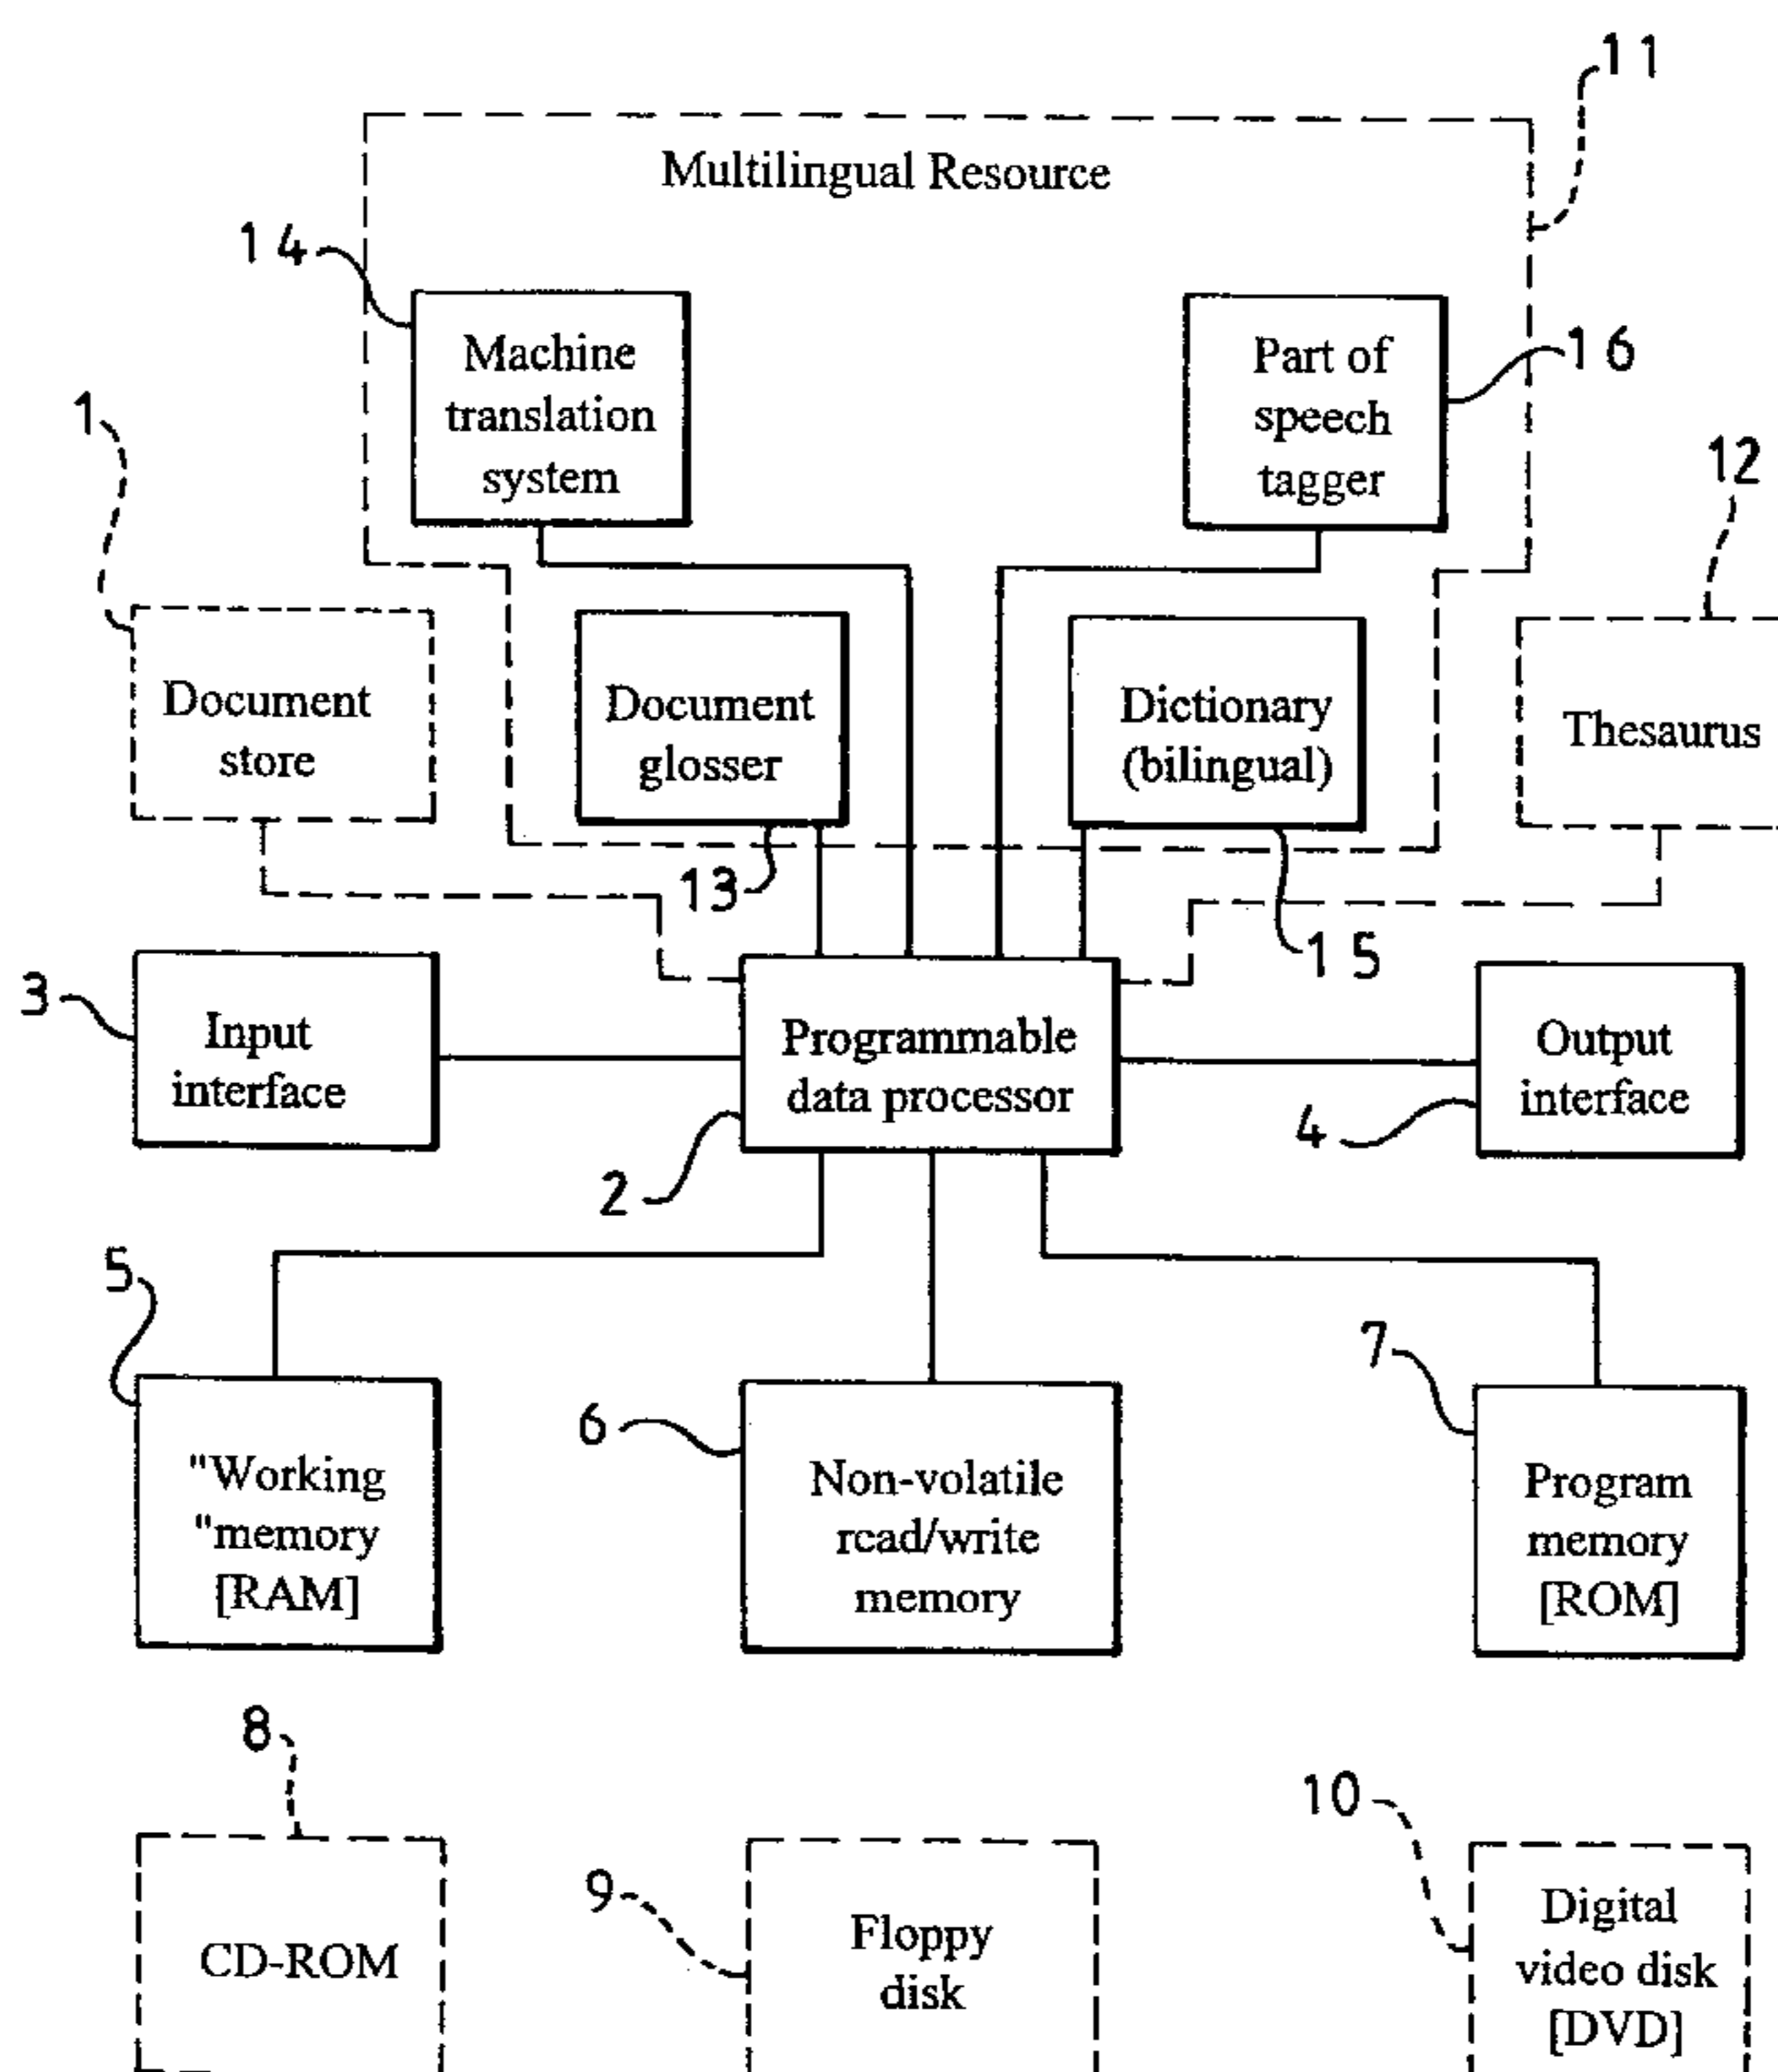 11
Multilingual Resource
14
Machine
translation
system
Part of
speech
tagger
16
1
12
Document
store
Document
glosser
Dictionary
(bilingual)
Thesaurus
13
15
3
Input
interface
Programmable
data processor
Output
interface
4
2
5
"Working
"memory
[RAM]
6
Non-volatile
read/write
memory
7
Program
memory
[ROM]
8
CD-ROM
9
Floppy
disk
10
Digital
video disk
[DVD]